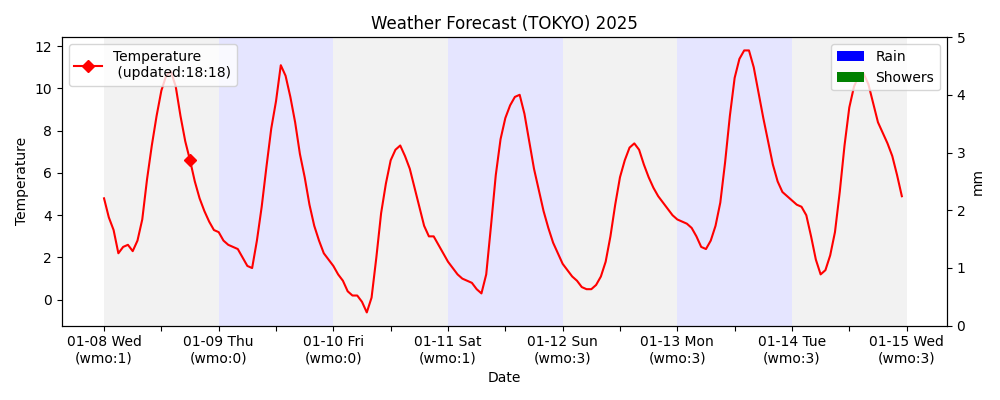 Weather Forecast (TOKYO) 2025
Temperature
(updated:18:18)
Rain
Showers
12
10
8
6
4
2
0
Temperature
5
4
3
2
1
0
mm
01-08 Wed 01-09 Thu 01-10 Fri 01-11 Sat 01-12 Sun 01-13 Mon 01-14 Tue 01-15 Wed
(wmo:1) (wmo:0) (wmo:0) (wmo:1) (wmo:3) (wmo:3) (wmo:3) (wmo:3)
Date